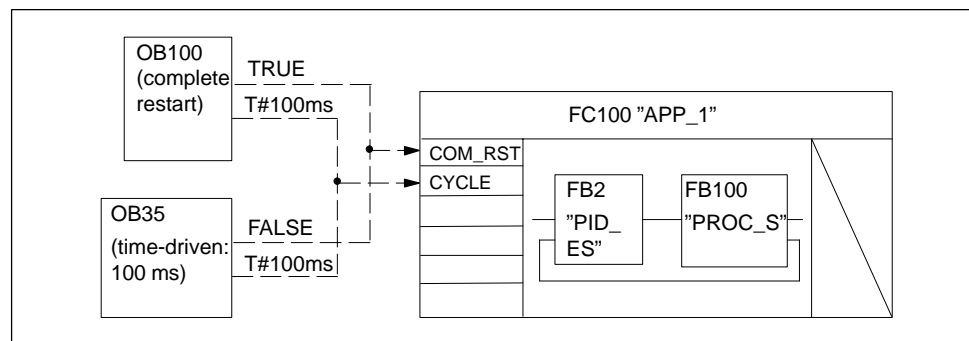 OB100
(complete
restart)
TRUE
T#100ms
OB35
(time-driven:
100 ms)
FALSE
T#100ms
FC100 ”APP_1”
COM_RST
CYCLE
FB2
”PID_
ES”
FB100
”PROC_S”